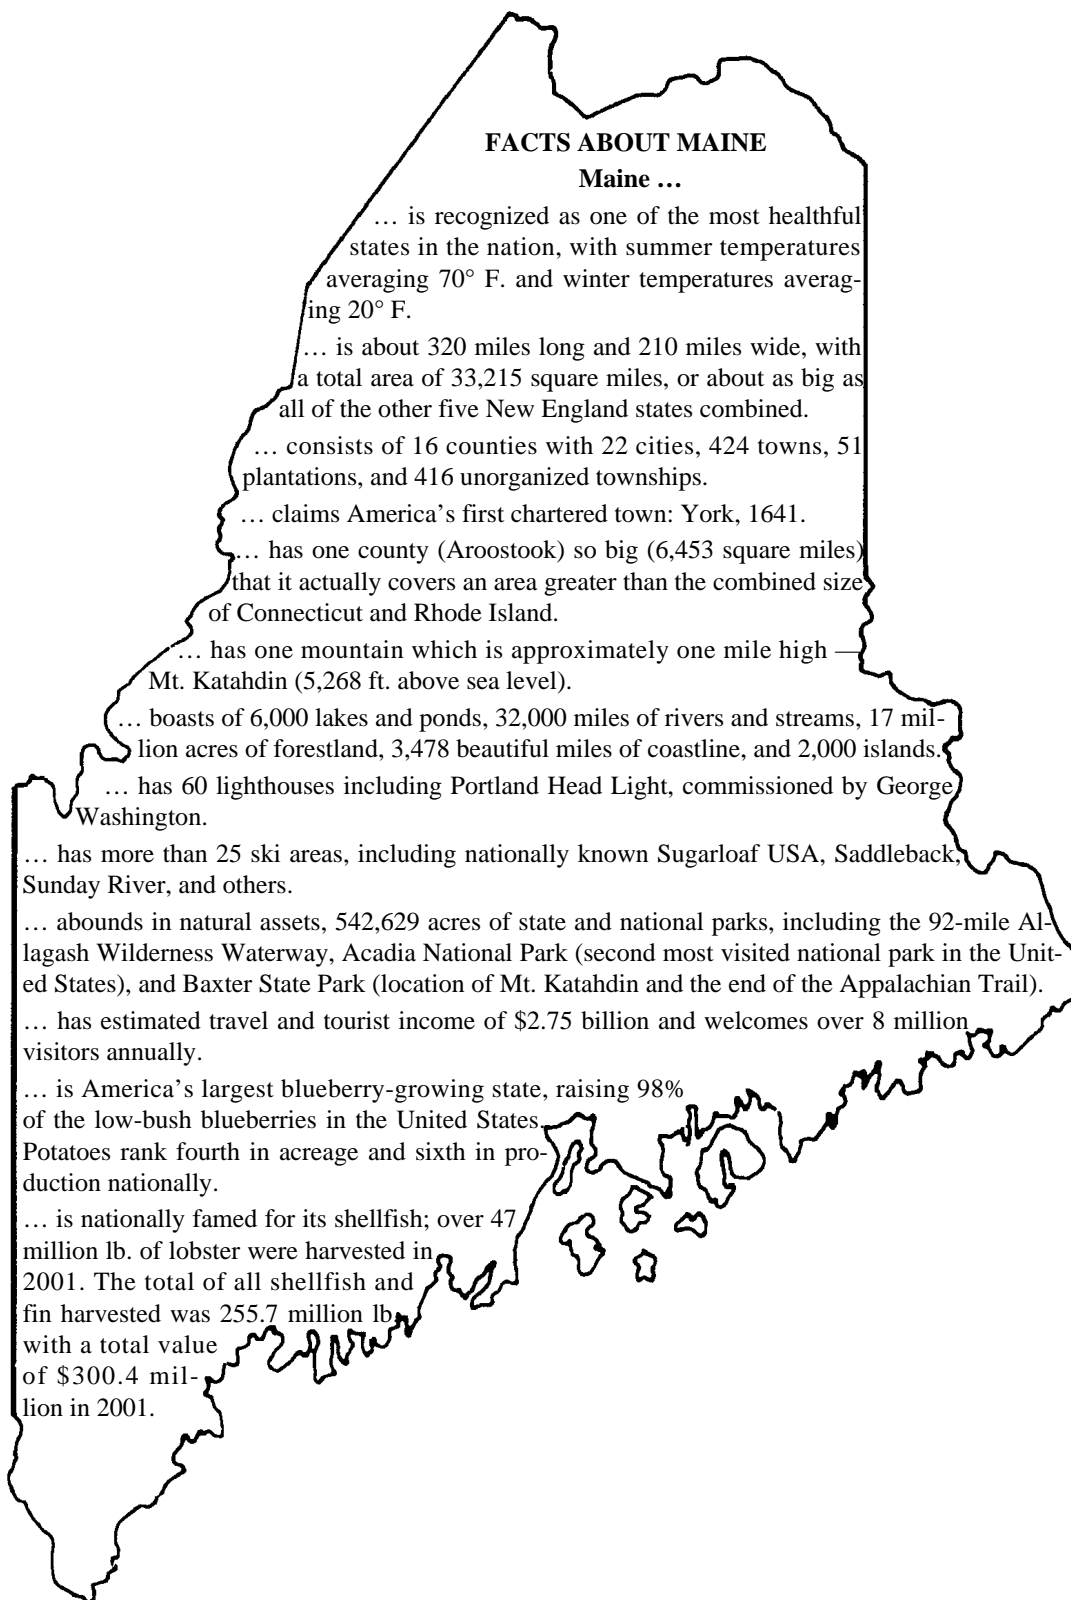 FACTS ABOUT MAINE
Maine …
… is recognized as one of the most healthful
states in the nation, with summer temperatures
averaging 70° F. and winter temperatures averag-
ing 20° F.
… is about 320 miles long and 210 miles wide, with
a total area of 33,215 square miles, or about as big as
all of the other five New England states combined.
… consists of 16 counties with 22 cities, 424 towns, 51
plantations, and 416 unorganized townships.
… claims America's first chartered town: York, 1641.
… has one county (Aroostook) so big (6,453 square miles)
that it actually covers an area greater than the combined size
of Connecticut and Rhode Island.
… has one mountain which is approximately one mile high —
Mt. Katahdin (5,268 ft. above sea level).
… boasts of 6,000 lakes and ponds, 32,000 miles of rivers and streams, 17 mil-
lion acres of forestland, 3,478 beautiful miles of coastline, and 2,000 islands.
… has 60 lighthouses including Portland Head Light, commissioned by George
Washington.
… has more than 25 ski areas, including nationally known Sugarloaf USA, Saddleback,
Sunday River, and others.
… abounds in natural assets, 542,629 acres of state and national parks, including the 92-mile Al-
lagash Wilderness Waterway, Acadia National Park (second most visited national park in the Unit-
ed States), and Baxter State Park (location of Mt. Katahdin and the end of the Appalachian Trail).
… has estimated travel and tourist income of $2.75 billion and welcomes over 8 million
visitors annually.
… is America's largest blueberry-growing state, raising 98%
of the low-bush blueberries in the United States.
Potatoes rank fourth in acreage and sixth in pro-
duction nationally.
… is nationally famed for its shellfish; over 47
million lb. of lobster were harvested in
2001. The total of all shellfish and
fin harvested was 255.7 million lb.
with a total value
of $300.4 mil-
lion in 2001.